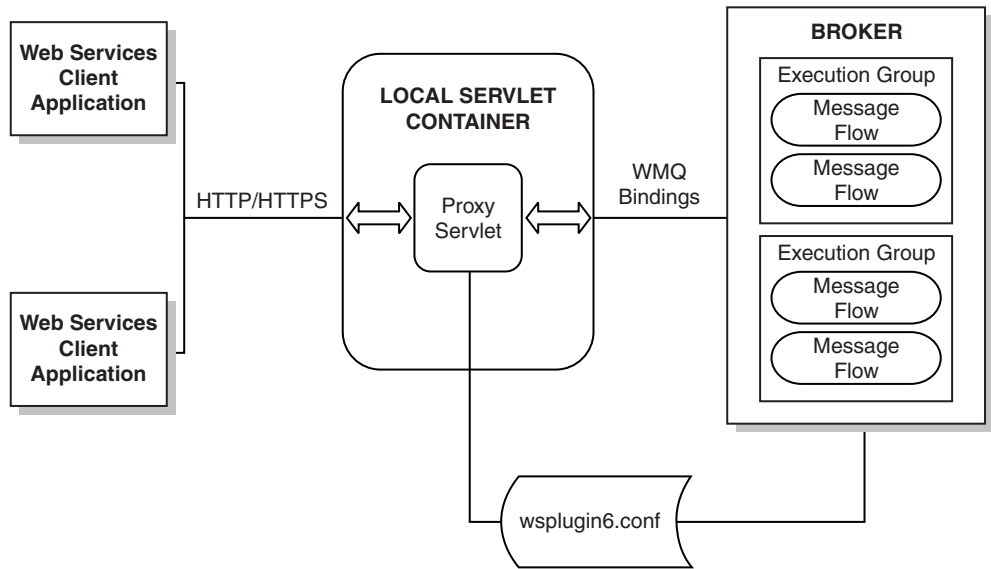 Web Services
Client
Application
HTTP/HTTPS
Web Services
Client
Application
LOCAL SERVLET
CONTAINER
Proxy
Servlet
WMQ
Bindings
BROKER
Execution Group
Message
Flow
Message
Flow
Execution Group
Message
Flow
Message
Flow
wsplugin6.conf